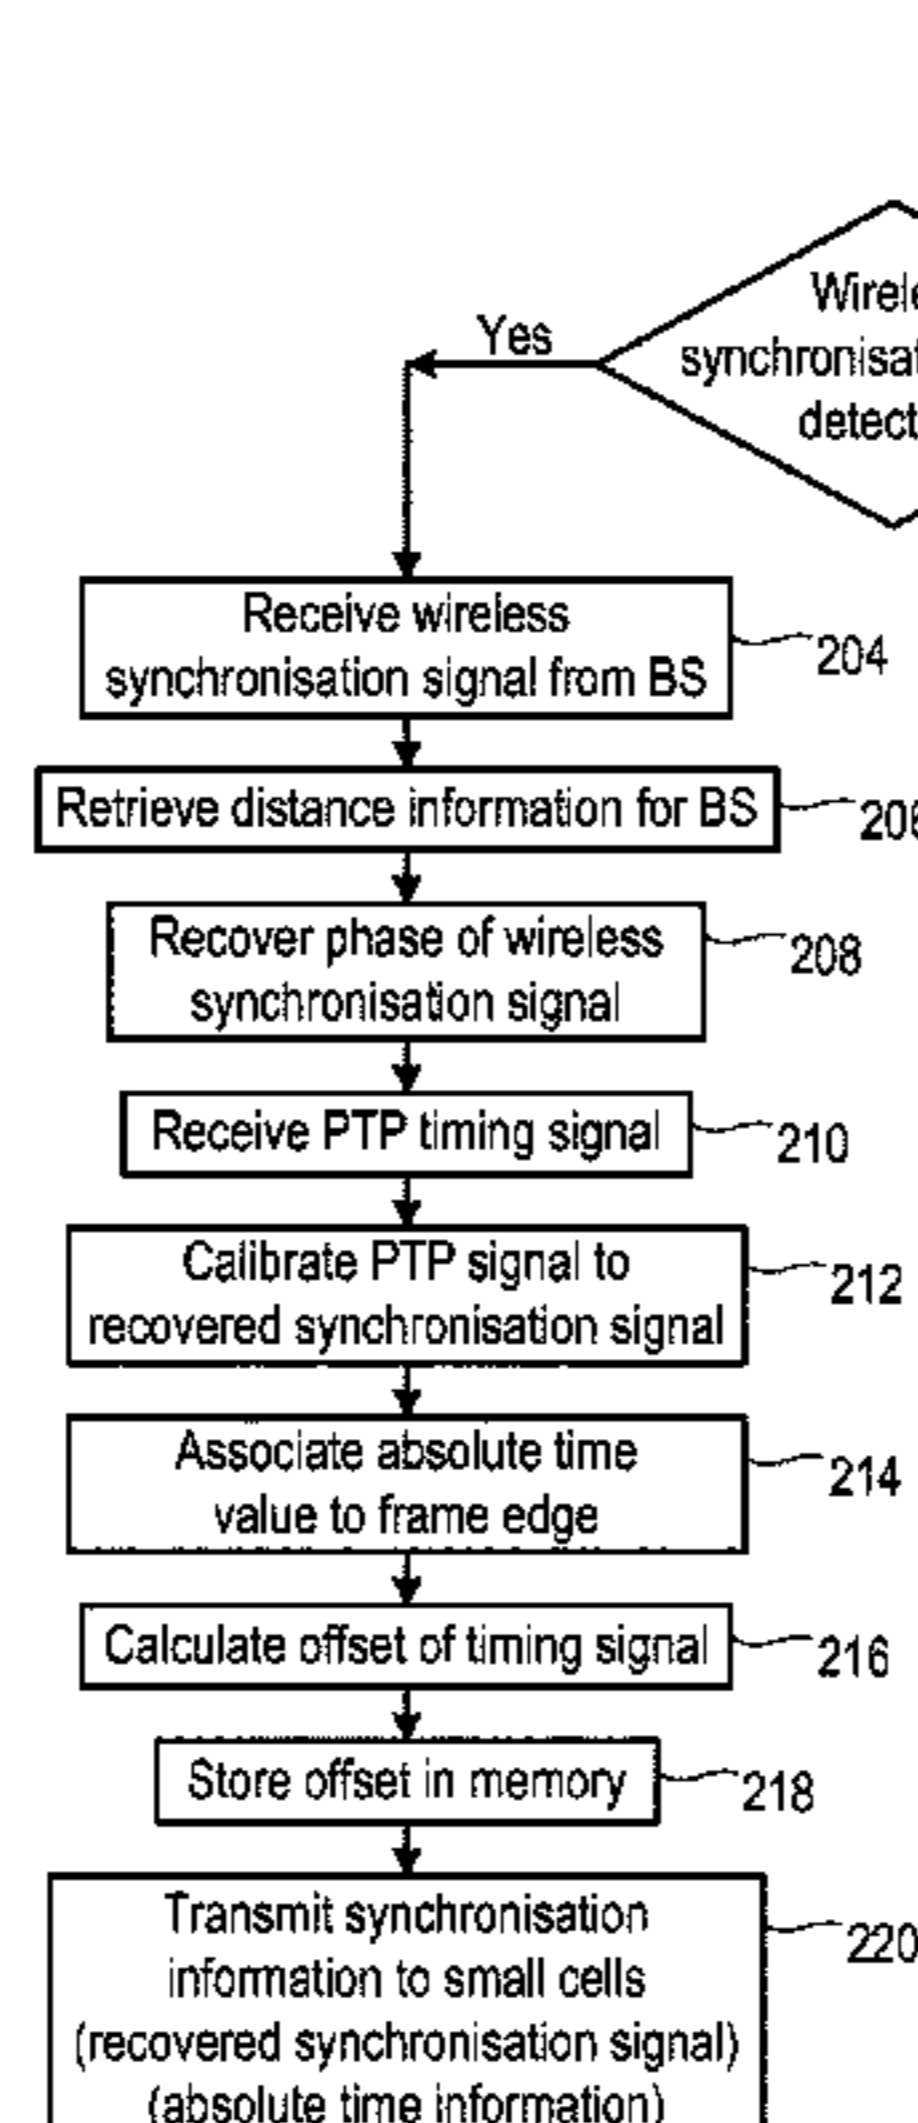 Yes
detect
Receive wireless
synchronisation signal from BS
204
Retrieve distance information for BS
Recover phase of wireless
synchronisation signal
208
Receive PTP timing signal
210
Calibrate PTP signal to
recovered synchronisation signal
212
Associate absolute time
value to frame edge
214
Calculate offset of timing signal
216
Store offset in memory
218
Transmit synchronisation
information to small cells
(recovered synchronisation signal)
(absolute time information)
220